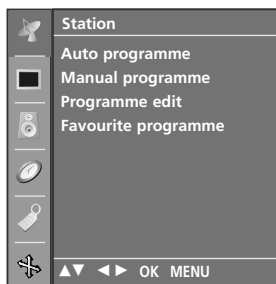 Station
Auto programme
Manual programme
Programme edit
Favourite programme
▲▼ ◄► OK MENU